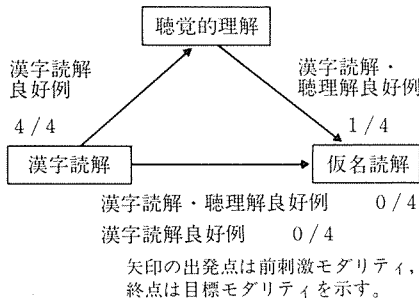 聴覚的理解
漢字読解
良好例
4/4
漢字読解・
聴理解良好例
1/4
漢字読解
仮名読解
漢字読解・聴理解良好例 0/4
漢字読解良好例 0/4
矢印の出発点は前刺激モダリティ,
終点は目標モダリティを示す。